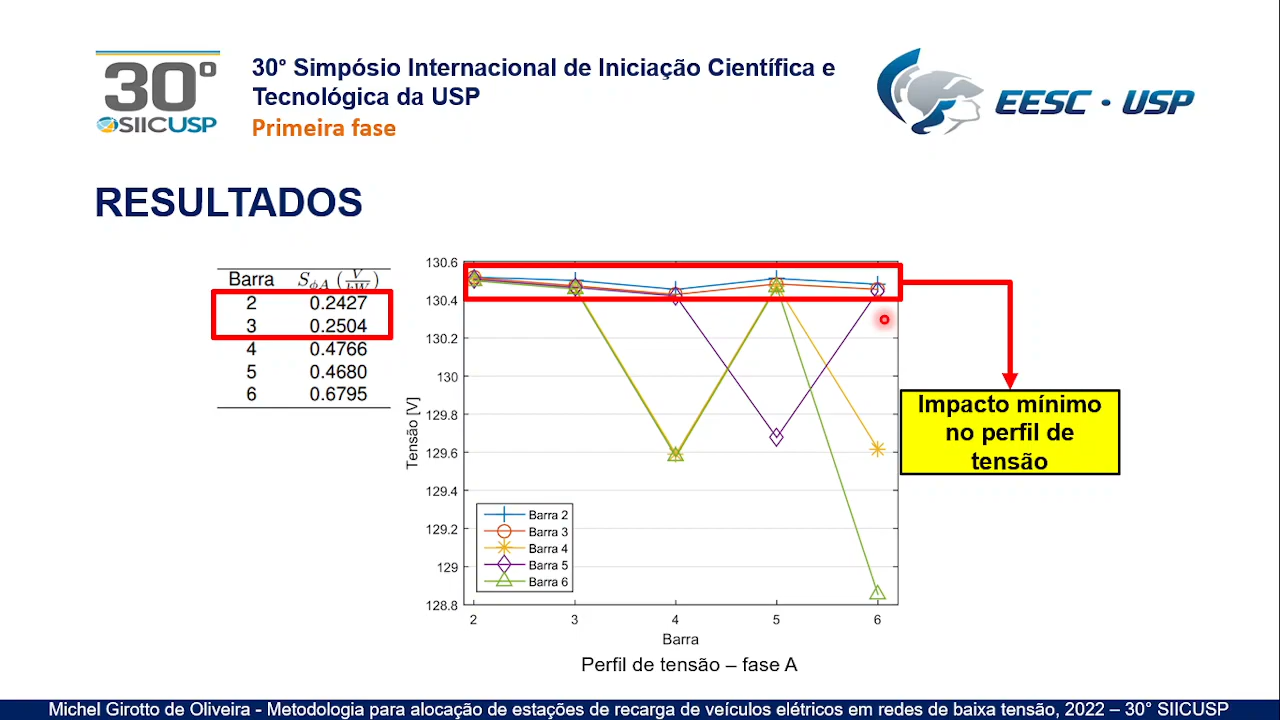 30º
SIICUSP
30° Simpósio Internacional de Iniciação Científica e
Tecnológica da USP
Primeira fase
EESC • USP
RESULTADOS
Barra S_ϕA (V/kW)
2 0.2427
3 0.2504
4 0.4766
5 0.4680
6 0.6795
130.6
130.4
130.2
130
129.8
129.6
129.4
129.2
129
128.8
Tensão [V]
Barra 2
Barra 3
Barra 4
Barra 5
Barra 6
2 3 4 5 6
Barra
Perfil de tensão – fase A
Impacto mínimo
no perfil de
tensão
Michel Girotto de Oliveira - Metodologia para alocação de estações de recarga de veículos elétricos em redes de baixa tensão, 2022 – 30° SIICUSP